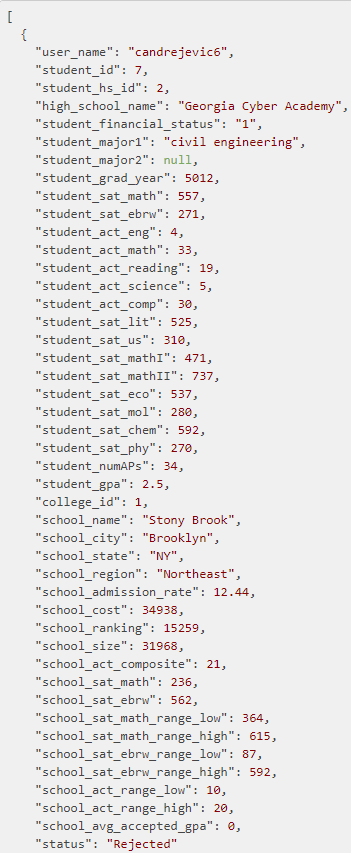 [
{
"user_name": "candrejevic6",
"student_id": 7,
"student_hs_id": 2,
"high_school_name": "Georgia Cyber Academy",
"student_financial_status": "1",
"student_major1": "civil engineering",
"student_major2": null,
"student_grad_year": 5012,
"student_sat_math": 557,
"student_sat_ebrw": 271,
"student_act_eng": 4,
"student_act_math": 33,
"student_act_reading": 19,
"student_act_science": 5,
"student_act_comp": 30,
"student_sat_lit": 525,
"student_sat_us": 310,
"student_sat_mathI": 471,
"student_sat_mathII": 737,
"student_sat_eco": 537,
"student_sat_mol": 280,
"student_sat_chem": 592,
"student_sat_phy": 270,
"student_numAPs": 34,
"student_gpa": 2.5,
"college_id": 1,
"school_name": "Stony Brook",
"school_city": "Brooklyn",
"school_state": "NY",
"school_region": "Northeast",
"school_admission_rate": 12.44,
"school_cost": 34938,
"school_ranking": 15259,
"school_size": 31968,
"school_act_composite": 21,
"school_sat_math": 236,
"school_sat_ebrw": 562,
"school_sat_math_range_low": 364,
"school_sat_math_range_high": 615,
"school_sat_ebrw_range_low": 87,
"school_sat_ebrw_range_high": 592,
"school_act_range_low": 10,
"school_act_range_high": 20,
"school_avg_accepted_gpa": 0,
"status": "Rejected"